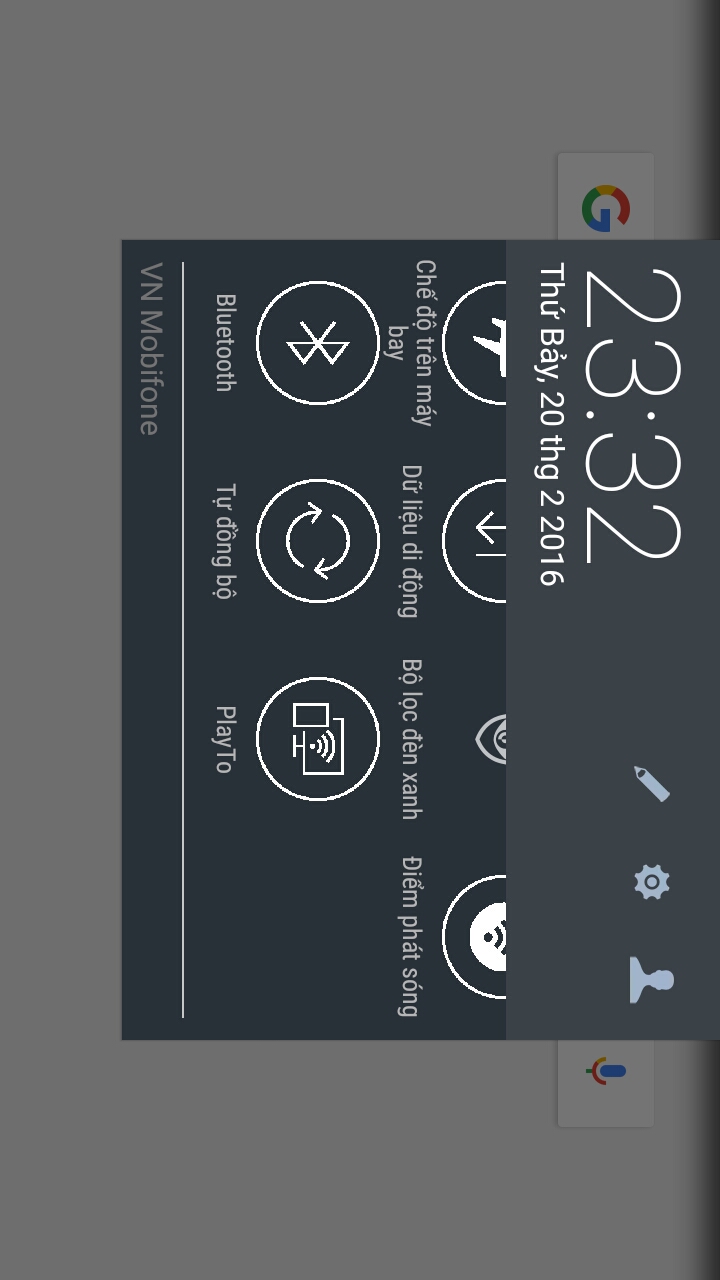 23:32
Thứ Bảy, 20 thg 2 2016
Chế độ trên máy
bay
Dữ liệu di động
Bộ lọc đèn xanh
Điểm phát sóng
Bluetooth
Tự đồng bộ
PlayTo
VN Mobifone